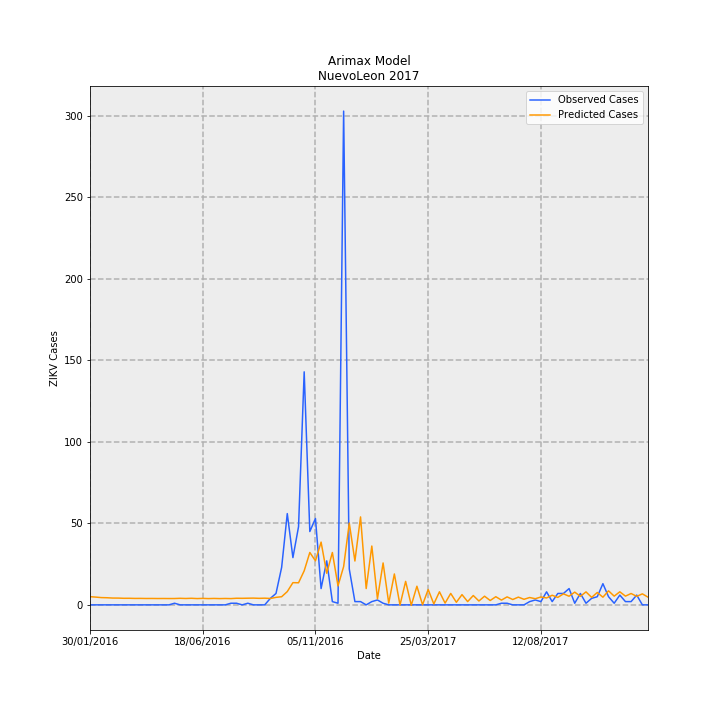 Arimax Model
NuevoLeon 2017
Observed Cases
Predicted Cases
300
250
200
150
100
50
0
ZIKV Cases
30/01/2016
18/06/2016
05/11/2016
25/03/2017
12/08/2017
Date